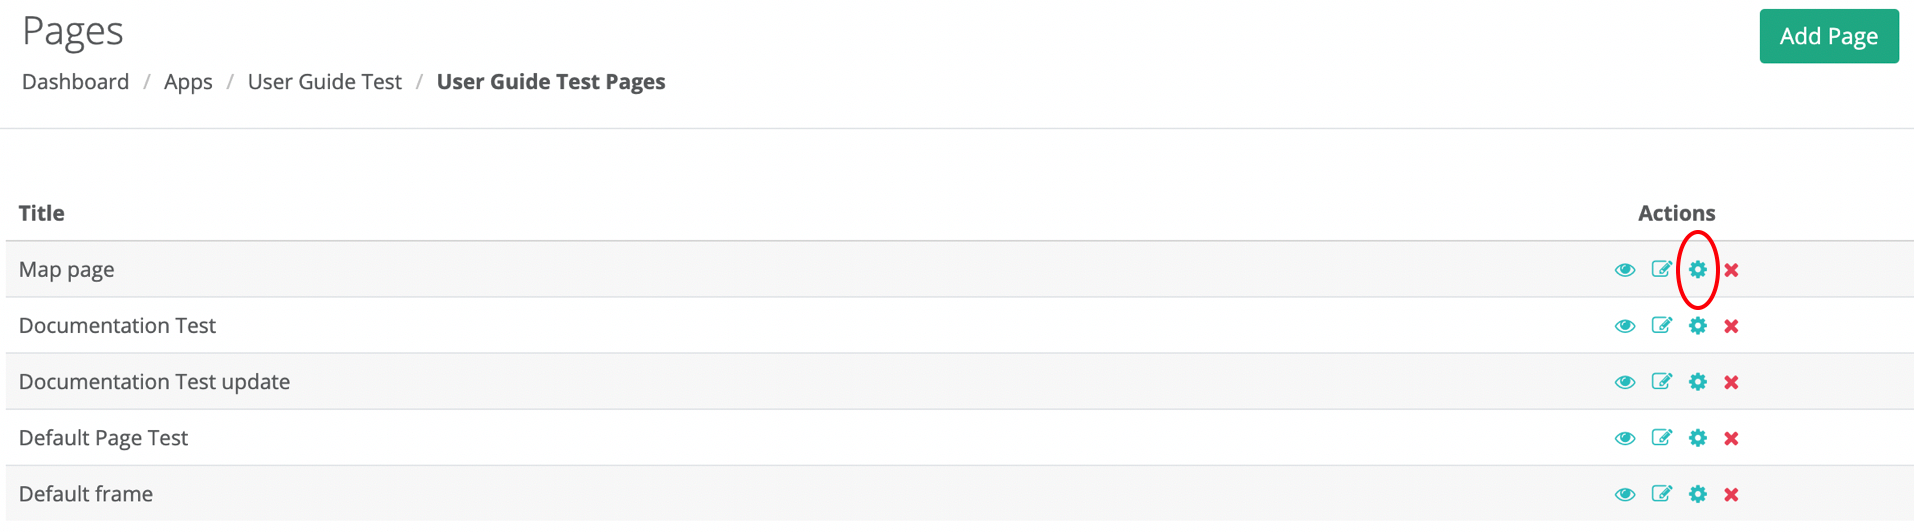 Pages
Add Page
Dashboard / Apps / User Guide Test / User Guide Test Pages
Title Actions
Map page
Documentation Test
Documentation Test update
Default Page Test
Default frame